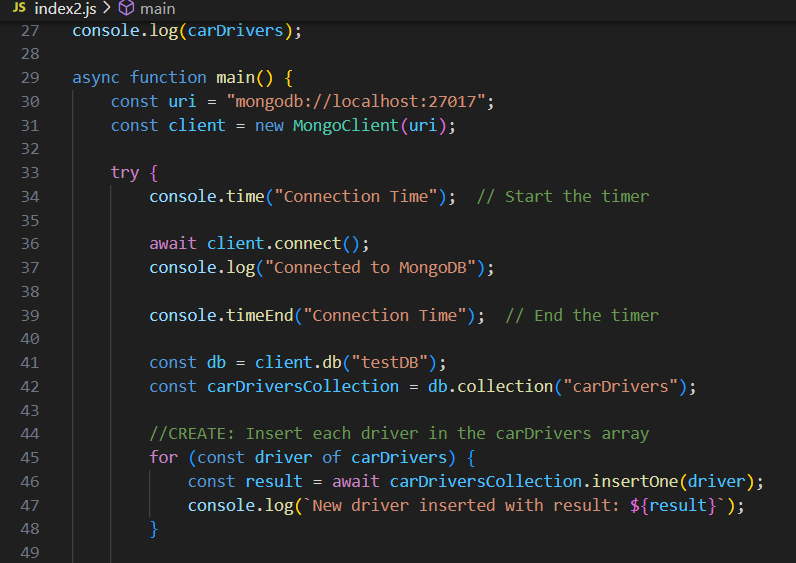 JS index2.js > main
27 console.log(carDrivers);
28
29 async function main() {
30 const uri = "mongodb://localhost:27017";
31 const client = new MongoClient(uri);
32
33 try {
34 console.time("Connection Time"); // Start the timer
35
36 await client.connect();
37 console.log("Connected to MongoDB");
38
39 console.timeEnd("Connection Time"); // End the timer
40
41 const db = client.db("testDB");
42 const carDriversCollection = db.collection("carDrivers");
43
44 //CREATE: Insert each driver in the carDrivers array
45 for (const driver of carDrivers) {
46 const result = await carDriversCollection.insertOne(driver);
47 console.log(`New driver inserted with result: ${result}`);
48 }
49